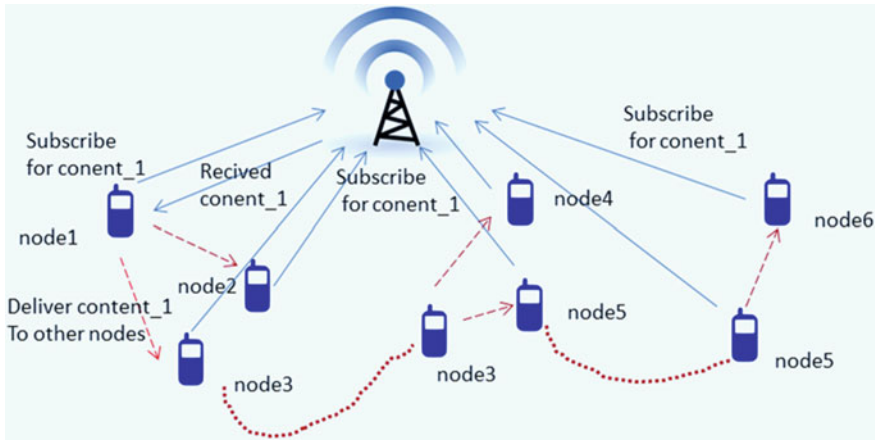 Subscribe
for conent_1
Recived
conent_1
Subscribe
for conent_1
Subscribe
for conent_1
node1
node2
node4
node6
Deliver content_1
To other nodes
node3
node3
node5
node5